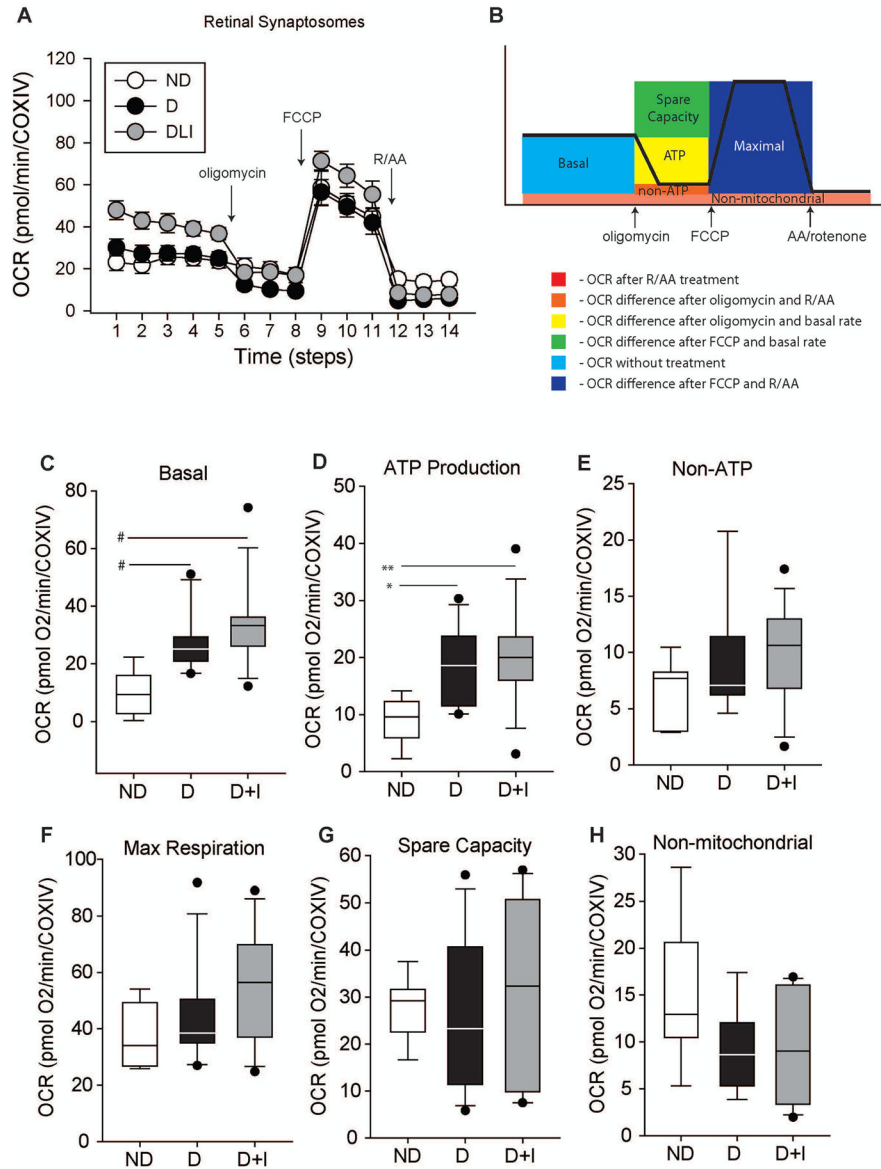 A
Retinal Synaptosomes
OCR (pmol/min/COXIV)
120
100
80
60
40
20
0
ND
D
DLI
oligomycin
FCCP
R/AA
1 2 3 4 5 6 7 8 9 10 11 12 13 14
Time (steps)
B
Basal
Spare
Capacity
ATP
non-ATP
Maximal
Non-mitochondrial
oligomycin
FCCP
AA/rotenone
- OCR after R/AA treatment
- OCR difference after oligomycin and R/AA
- OCR difference after oligomycin and basal rate
- OCR difference after FCCP and basal rate
- OCR without treatment
- OCR difference after FCCP and R/AA
C
Basal
OCR (pmol O2/min/COXIV)
80
60
40
20
0
#
#
ND D D+I
D
ATP Production
OCR (pmol O2/min/COXIV)
50
40
30
20
10
0
**
*
ND D D+I
E
Non-ATP
OCR (pmol O2/min/COXIV)
25
20
15
10
5
0
ND D D+I
F
Max Respiration
OCR (pmol O2/min/COXIV)
100
80
60
40
20
0
ND D D+I
G
Spare Capacity
OCR (pmol O2/min/COXIV)
60
50
40
30
20
10
0
ND D D+I
H
Non-mitochondrial
OCR (pmol O2/min/COXIV)
30
25
20
15
10
5
0
ND D D+I